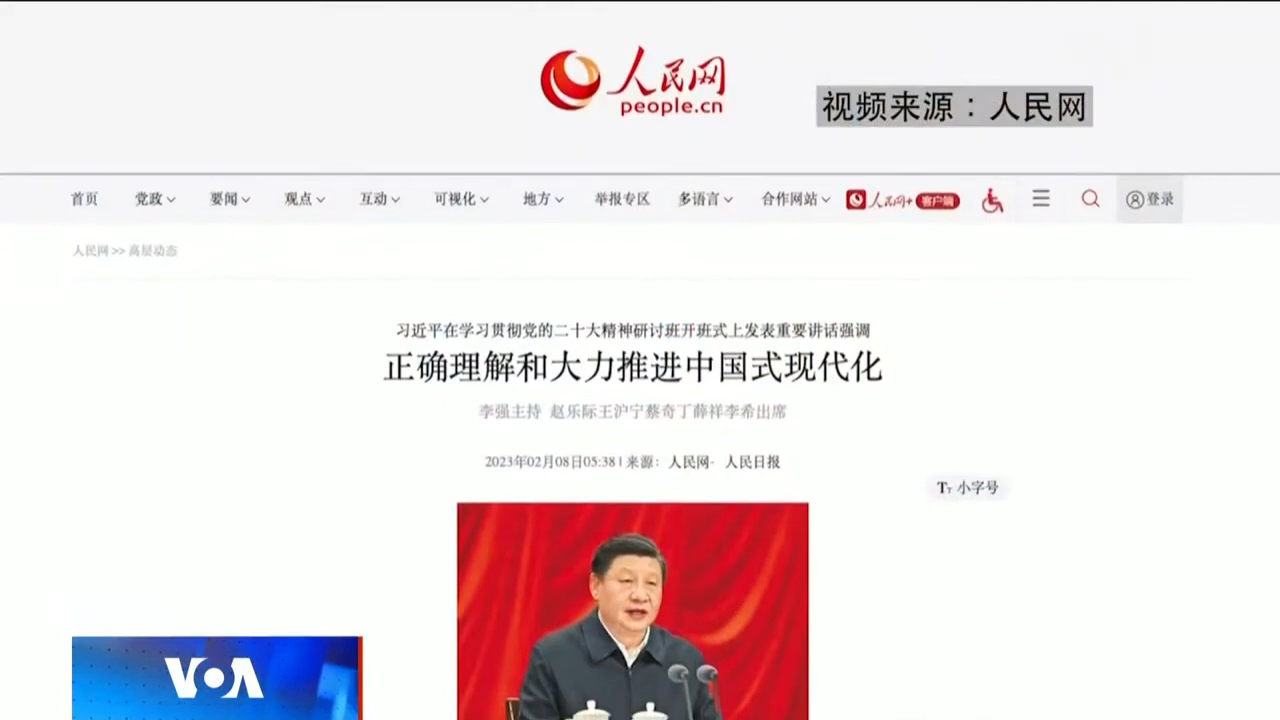 人民网
people.cn
视频来源：人民网
首页 党政 要闻 观点 互动 可视化 地方 举报专区 多语言 合作网站 人民网+ 客户端 登录
人民网 >> 高层动态
习近平在学习贯彻党的二十大精神研讨班开班式上发表重要讲话强调
正确理解和大力推进中国式现代化
李强主持 赵乐际王沪宁蔡奇丁薛祥李希出席
2023年02月08日05:38 | 来源：人民网-人民日报
TT 小字号
VOA